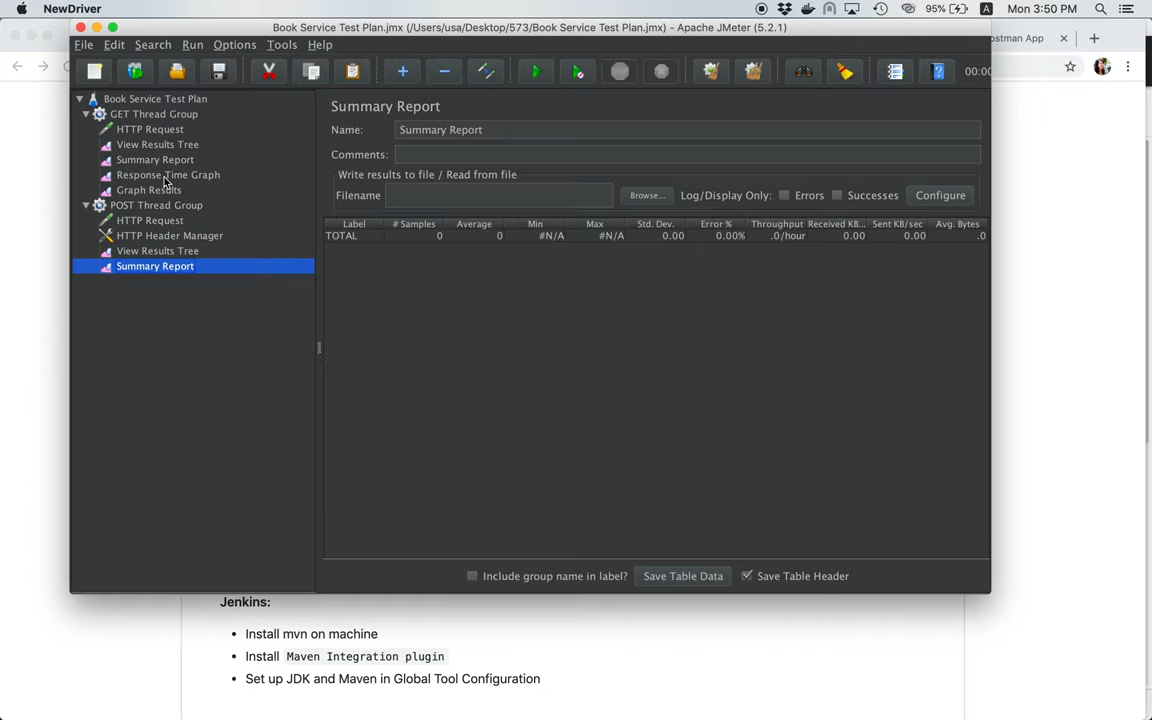 NewDriver
95%
A
Mon 3:50 PM
Book Service Test Plan.jmx (/Users/usa/Desktop/573/Book Service Test Plan.jmx) - Apache JMeter (5.2.1)
ostman App
File Edit Search Run Options Tools Help
00:00
Book Service Test Plan
GET Thread Group
HTTP Request
View Results Tree
Summary Report
Response Time Graph
Graph Results
POST Thread Group
HTTP Request
HTTP Header Manager
View Results Tree
Summary Report
Summary Report
Name: Summary Report
Comments:
Write results to file / Read from file
Filename Browse... Log/Display Only: Errors Successes Configure
Label # Samples Average Min Max Std. Dev. Error % Throughput Received KB... Sent KB/sec Avg. Bytes
TOTAL 0 0 #N/A #N/A 0.00 0.00% .0/hour 0.00 0.00 .0
Include group name in label? Save Table Data Save Table Header
Jenkins:
• Install mvn on machine
• Install Maven Integration plugin
• Set up JDK and Maven in Global Tool Configuration